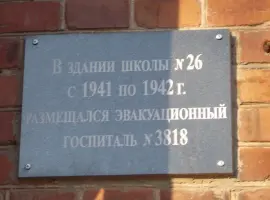 В ЗДАНИИ ШКОЛЫ №26
С 1941 ПО 1942 Г.
РАЗМЕЩАЛСЯ ЭВАКУАЦИОННЫЙ
ГОСПИТАЛЬ №3818